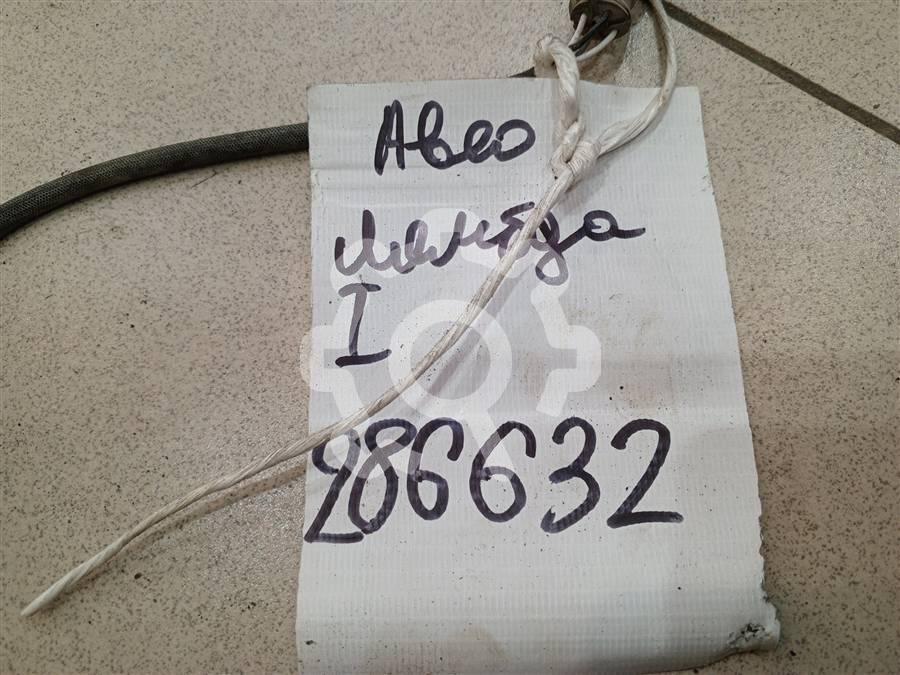 Авео
лямбда
I
286632